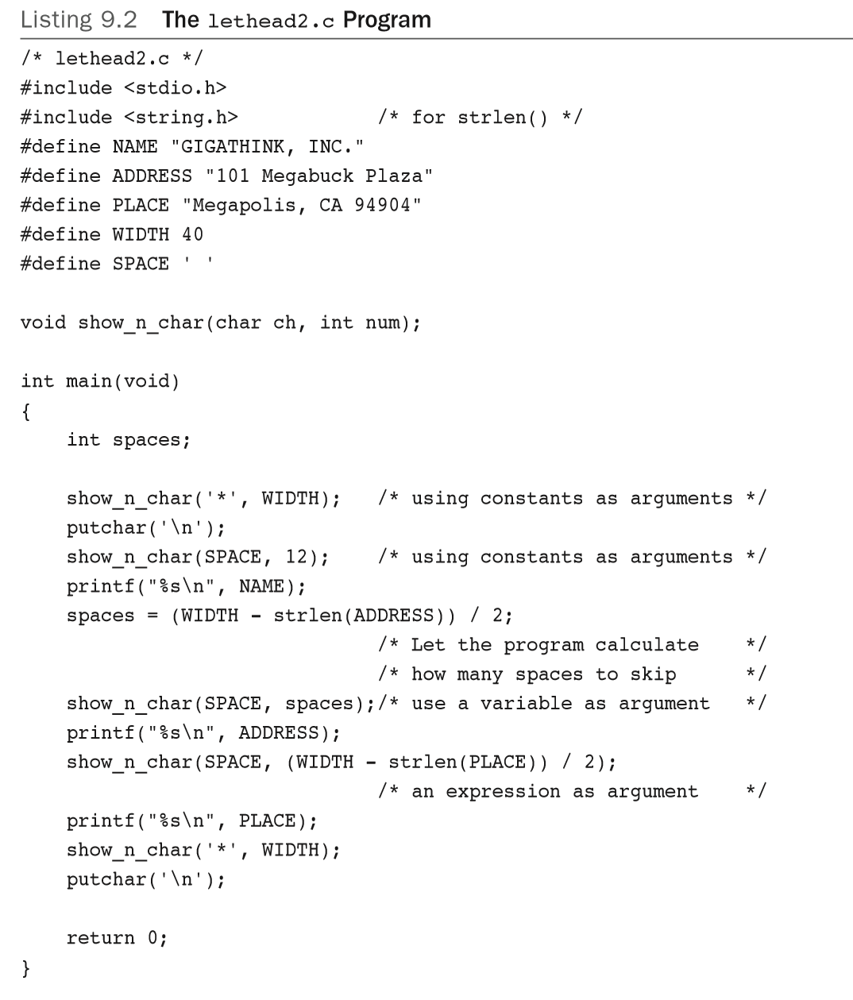 Listing 9.2 The lethead2.c Program
/* lethead2.c */
#include <stdio.h>
#include <string.h>            /* for strlen() */
#define NAME "GIGATHINK, INC."
#define ADDRESS "101 Megabuck Plaza"
#define PLACE "Megapolis, CA 94904"
#define WIDTH 40
#define SPACE ' '

void show_n_char(char ch, int num);

int main(void)
{
    int spaces;

    show_n_char('*', WIDTH);   /* using constants as arguments */
    putchar('\n');
    show_n_char(SPACE, 12);    /* using constants as arguments */
    printf("%s\n", NAME);
    spaces = (WIDTH - strlen(ADDRESS)) / 2;
                               /* Let the program calculate    */
                               /* how many spaces to skip      */
    show_n_char(SPACE, spaces);/* use a variable as argument   */
    printf("%s\n", ADDRESS);
    show_n_char(SPACE, (WIDTH - strlen(PLACE)) / 2);
                               /* an expression as argument    */
    printf("%s\n", PLACE);
    show_n_char('*', WIDTH);
    putchar('\n');

    return 0;
}